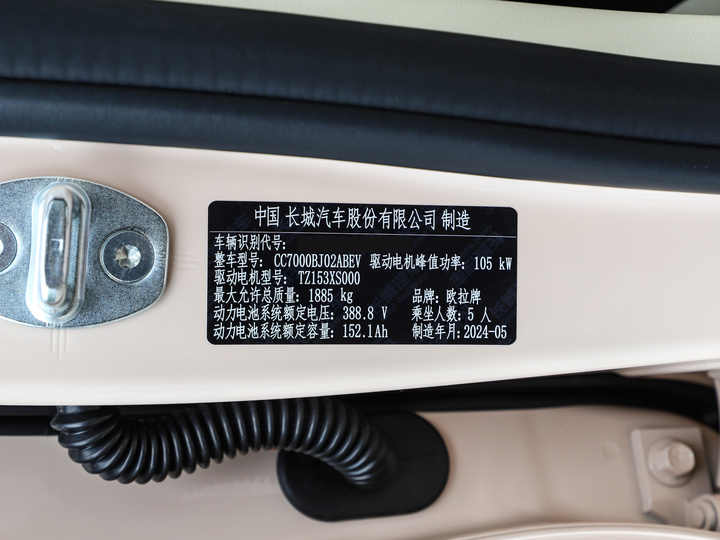 中国 长城汽车股份有限公司 制造
车辆识别代号:
整车型号: CC7000BJ02ABEV 驱动电机峰值功率: 105 kW
驱动电机型号: TZ153XS000
最大允许总质量: 1885 kg 品牌: 欧拉牌
动力电池系统额定电压: 388.8 V 乘坐人数: 5 人
动力电池系统额定容量: 152.1Ah 制造年月: 2024-05